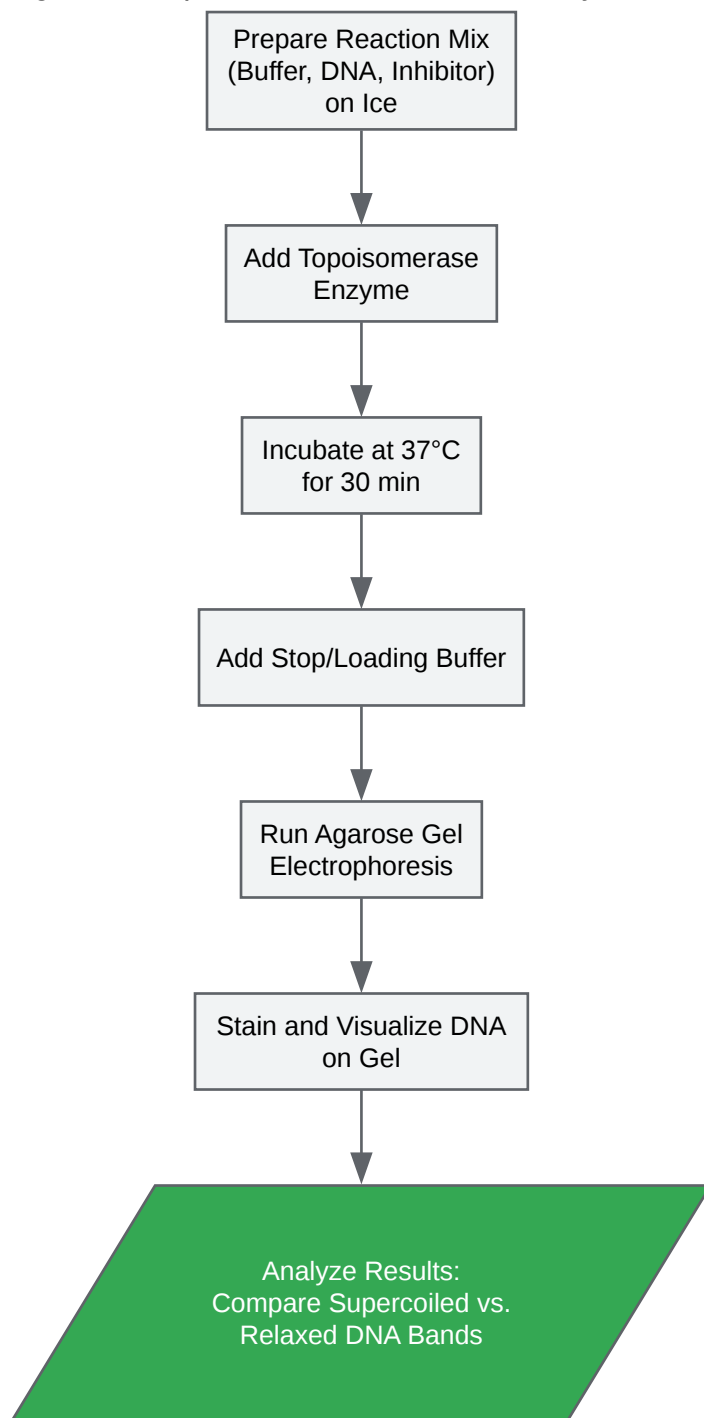 Prepare Reaction Mix
(Buffer, DNA, Inhibitor)
on Ice
Add Topoisomerase
Enzyme
Incubate at 37°C
for 30 min
Add Stop/Loading Buffer
Run Agarose Gel
Electrophoresis
Stain and Visualize DNA
on Gel
Analyze Results:
Compare Supercoiled vs.
Relaxed DNA Bands